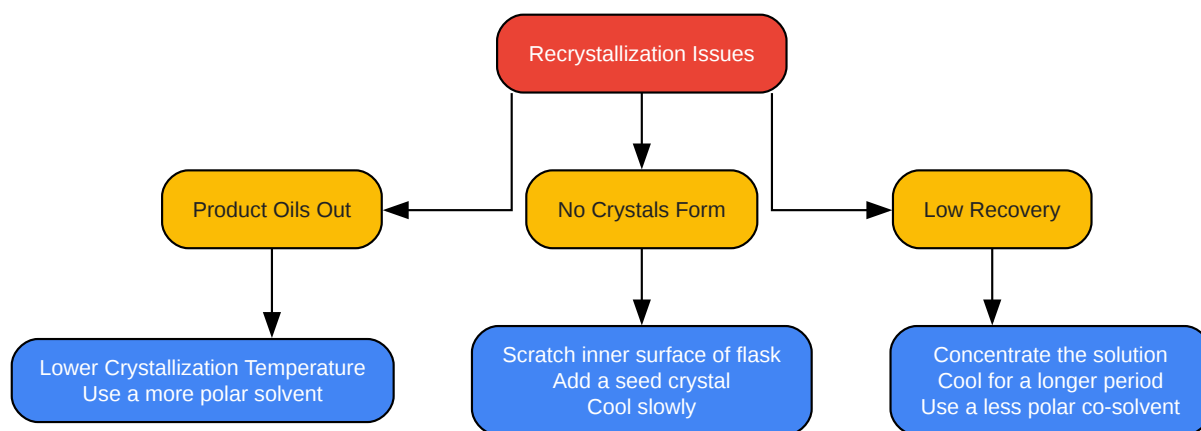 Recrystallization Issues
Product Oils Out
No Crystals Form
Low Recovery
Lower Crystallization Temperature
Use a more polar solvent
Scratch inner surface of flask
Add a seed crystal
Cool slowly
Concentrate the solution
Cool for a longer period
Use a less polar co-solvent